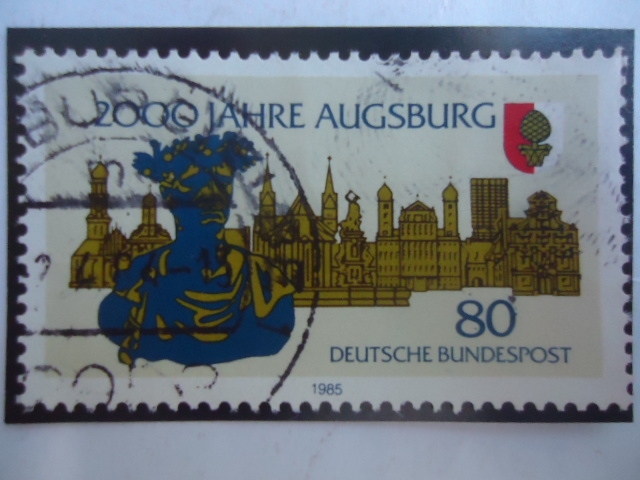 2000 JAHRE AUGSBURG
80
DEUTSCHE BUNDESPOST
1985